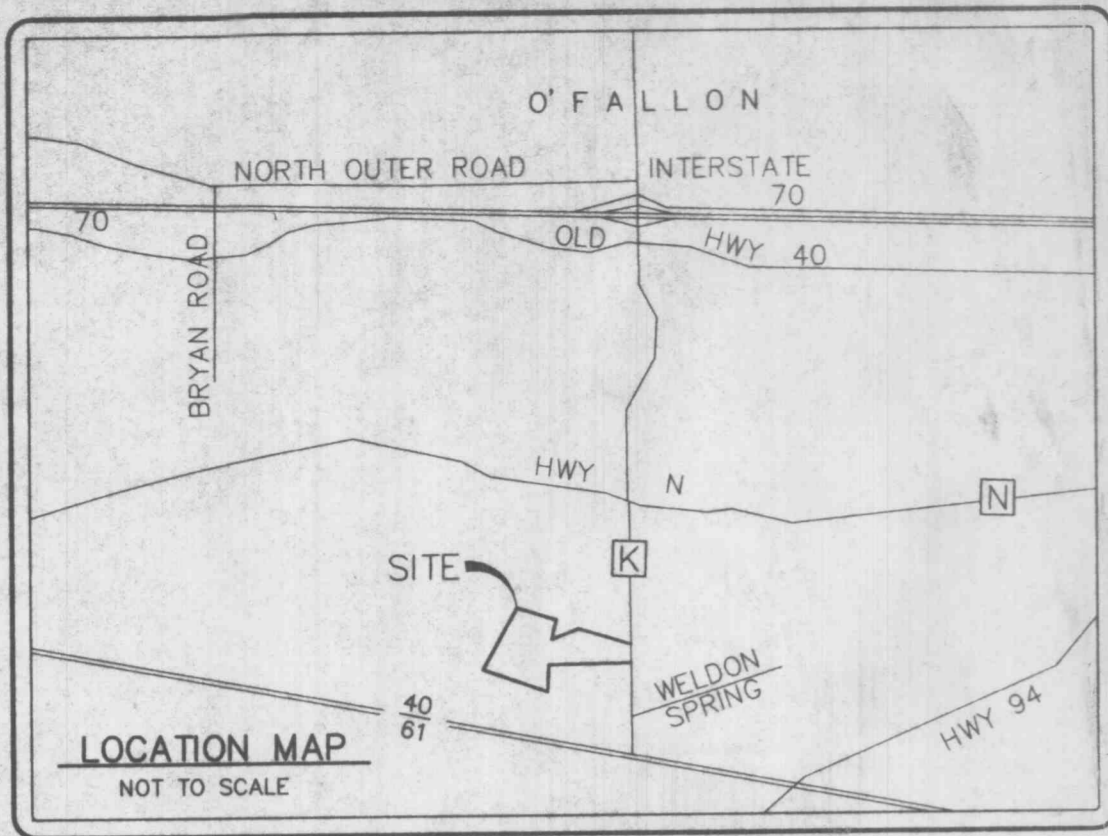 O' FALLON
NORTH OUTER ROAD
INTERSTATE
70
70
OLD
HWY
40
BRYAN ROAD
HWY
N
N
K
SITE
WELDON
SPRING
40
61
HWY 94
LOCATION MAP
NOT TO SCALE